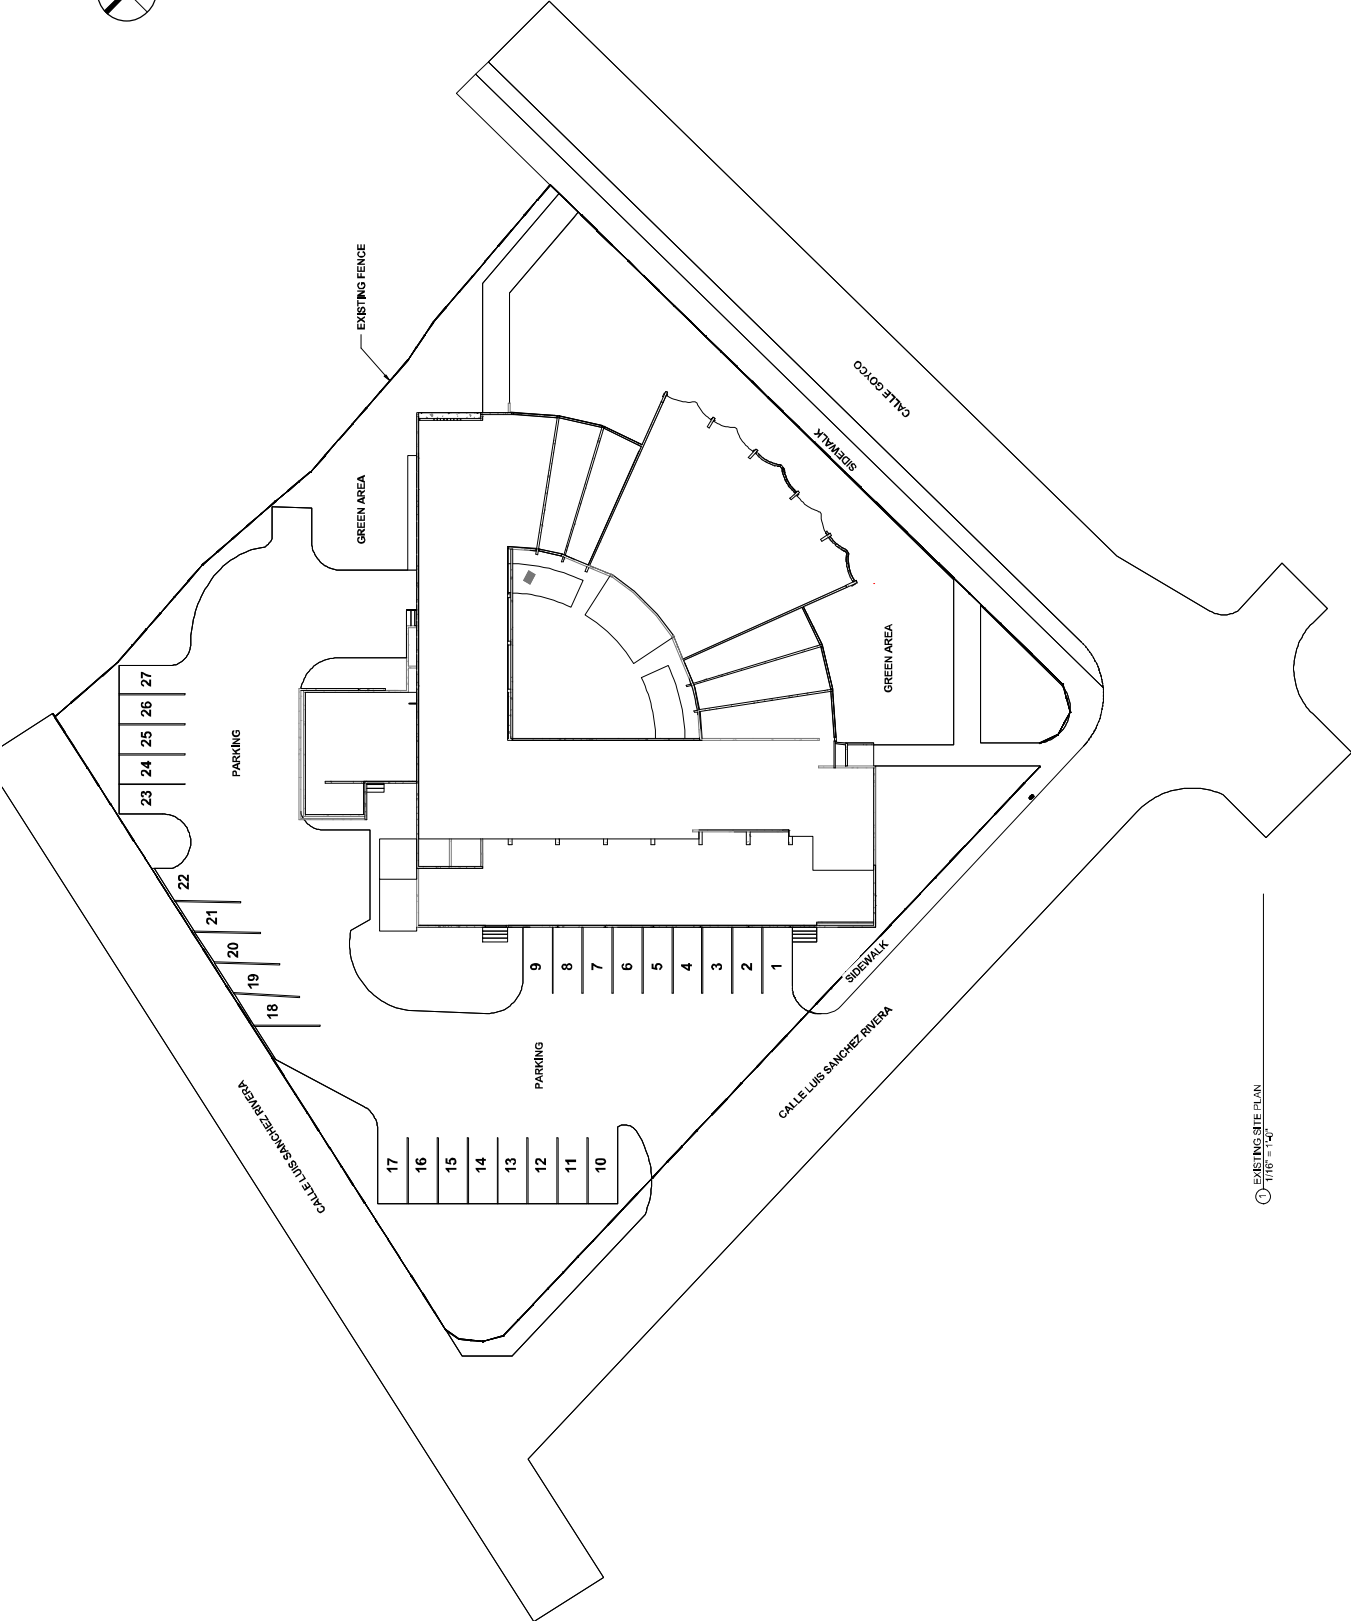 EXISTING FENCE
CALLE GOYCO
SIDEWALK
GREEN AREA
GREEN AREA
PARKING
27
26
25
24
23
22
21
20
19
18
9
8
7
6
5
4
3
2
1
SIDEWALK
CALLE LUIS SANCHEZ RIVERA
PARKING
CALLE LUIS SANCHEZ RIVERA
17
16
15
14
13
12
11
10
1 EXISTING SITE PLAN
1/16" = 1'-0"